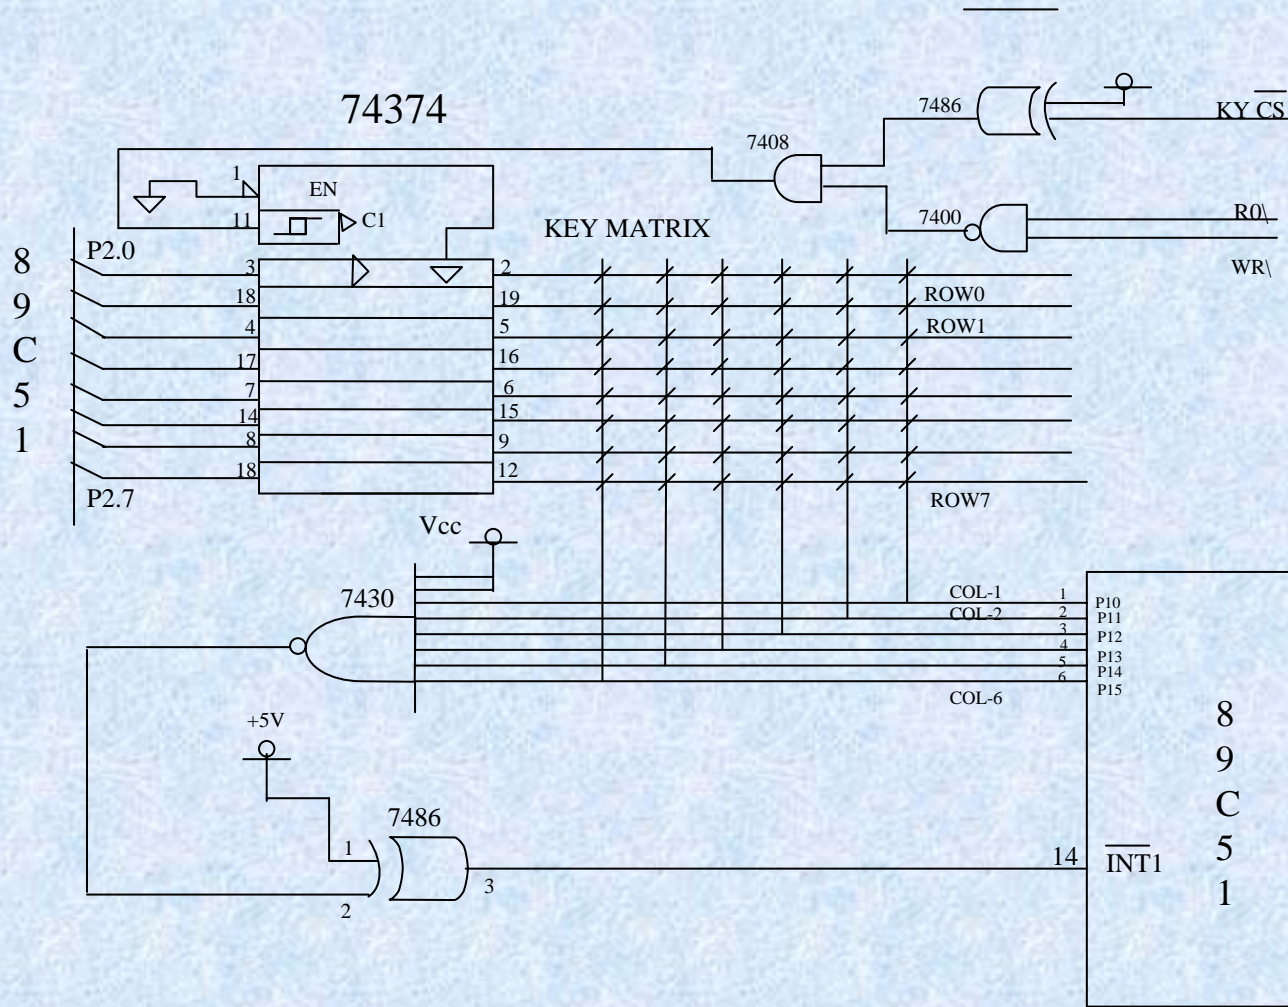 74374
7486
KY CS
7408
1
EN
11
C1
7400
R0\
WR\
KEY MATRIX
8
9
C
5
1
P2.0
3
18
4
17
7
14
8
18
P2.7
2
19
5
16
6
15
9
12
ROW0
ROW1
ROW7
Vcc
7430
COL-1
COL-2
COL-6
1
2
3
4
5
6
P10
P11
P12
P13
P14
P15
+5V
7486
1
2
3
14
INT1
8
9
C
5
1